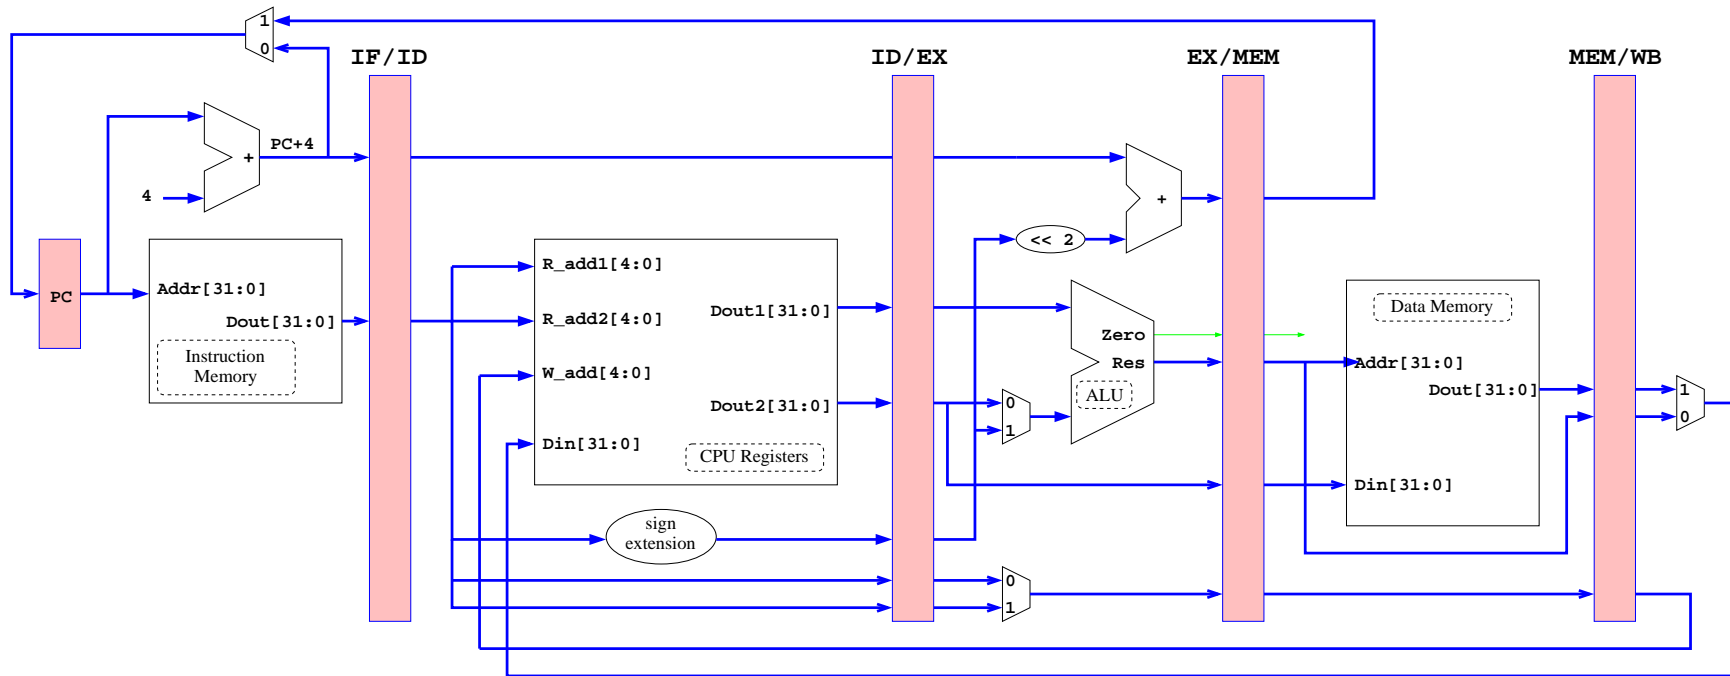 1
0
IF/ID
ID/EX
EX/MEM
MEM/WB
PC+4
+
4
+
<< 2
PC
Addr[31:0]
Dout[31:0]
Instruction
Memory
R_add1[4:0]
R_add2[4:0]
W_add[4:0]
Din[31:0]
Dout1[31:0]
Dout2[31:0]
CPU Registers
sign
extension
0
1
Zero
Res
ALU
0
1
Data Memory
Addr[31:0]
Dout[31:0]
Din[31:0]
1
0